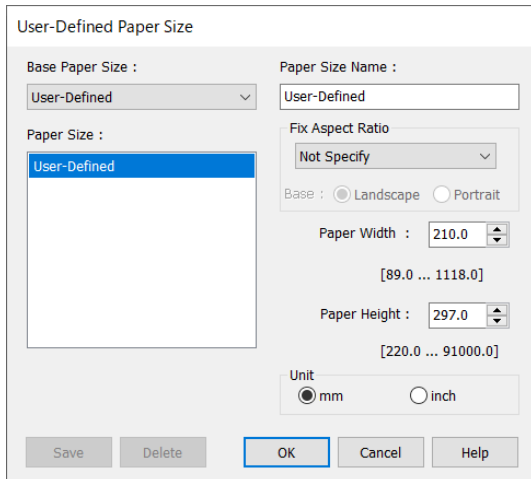 User-Defined Paper Size
Base Paper Size :
User-Defined
Paper Size :
User-Defined
Paper Size Name :
User-Defined
Fix Aspect Ratio
Not Specify
Base : Landscape Portrait
Paper Width : 210.0
[89.0 ... 1118.0]
Paper Height : 297.0
[220.0 ... 91000.0]
Unit
mm inch
Save Delete OK Cancel Help